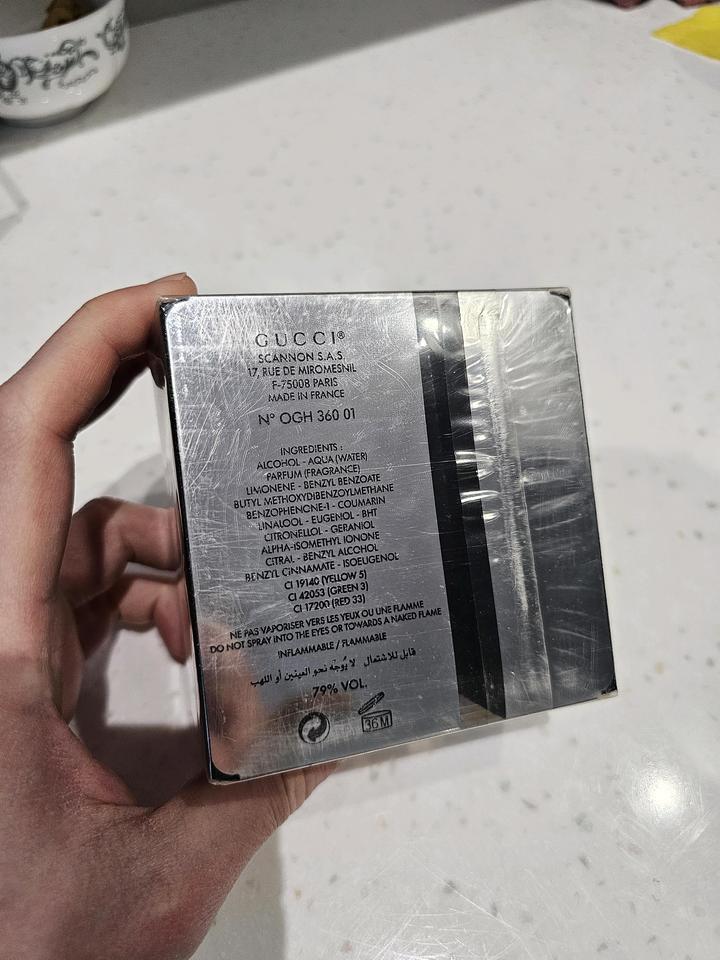 GUCCI®
SCANNON S.A.S.
17, RUE DE MIROMESNIL
F-75008 PARIS
MADE IN FRANCE
N° OGH 360 01
INGREDIENTS :
ALCOHOL - AQUA (WATER)
PARFUM (FRAGRANCE)
LIMONENE - BENZYL BENZOATE
BUTYL METHOXYDIBENZOYLMETHANE
BENZOPHENONE-1 - COUMARIN
LINALOOL - EUGENOL - BHT
CITRONELLOL - GERANIOL
ALPHA-ISOMETHYL IONONE
CITRAL - BENZYL ALCOHOL
BENZYL CINNAMATE - ISOEUGENOL
CI 19140 (YELLOW 5)
CI 42053 (GREEN 3)
CI 17200 (RED 33)
NE PAS VAPORISER VERS LES YEUX OU UNE FLAMME
DO NOT SPRAY INTO THE EYES OR TOWARDS A NAKED FLAME
INFLAMMABLE / FLAMMABLE
قابل للاشتعال لا يُوجّه نحو العينين أو اللهب
79% VOL.
36 M